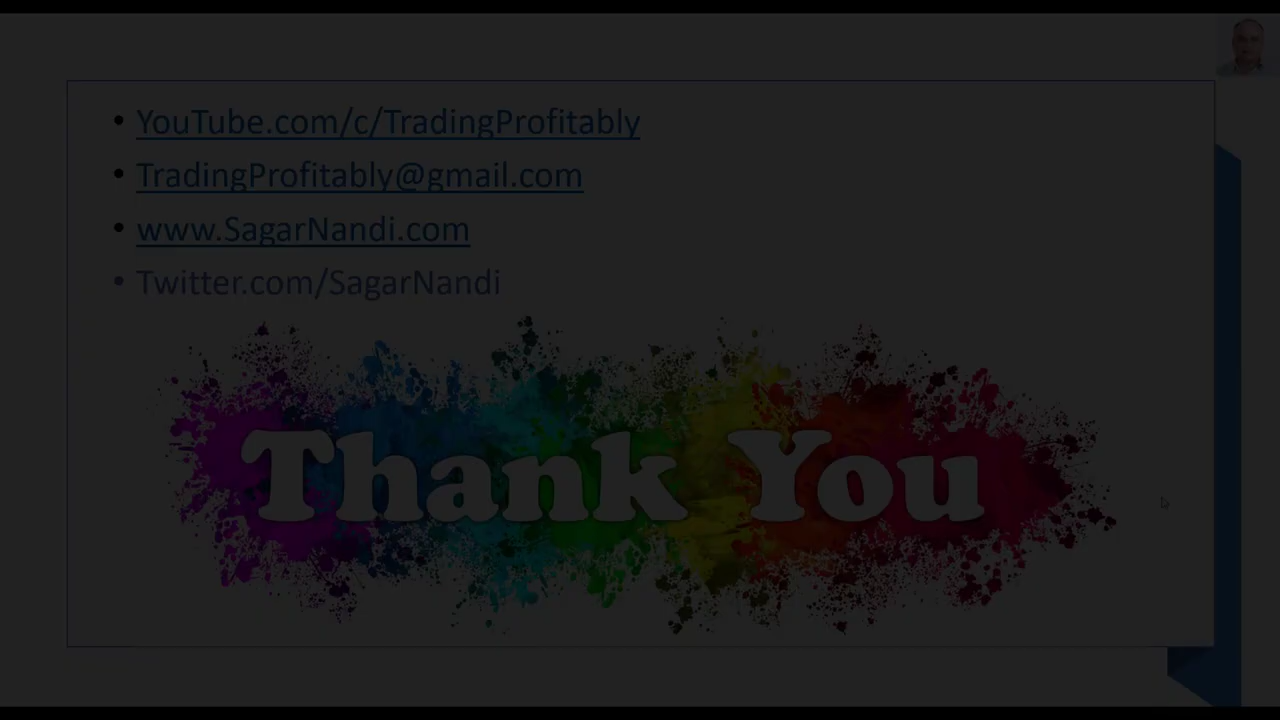 YouTube.com/c/TradingProfitably
TradingProfitably@gmail.com
www.SagarNandi.com
Twitter.com/SagarNandi
Thank You